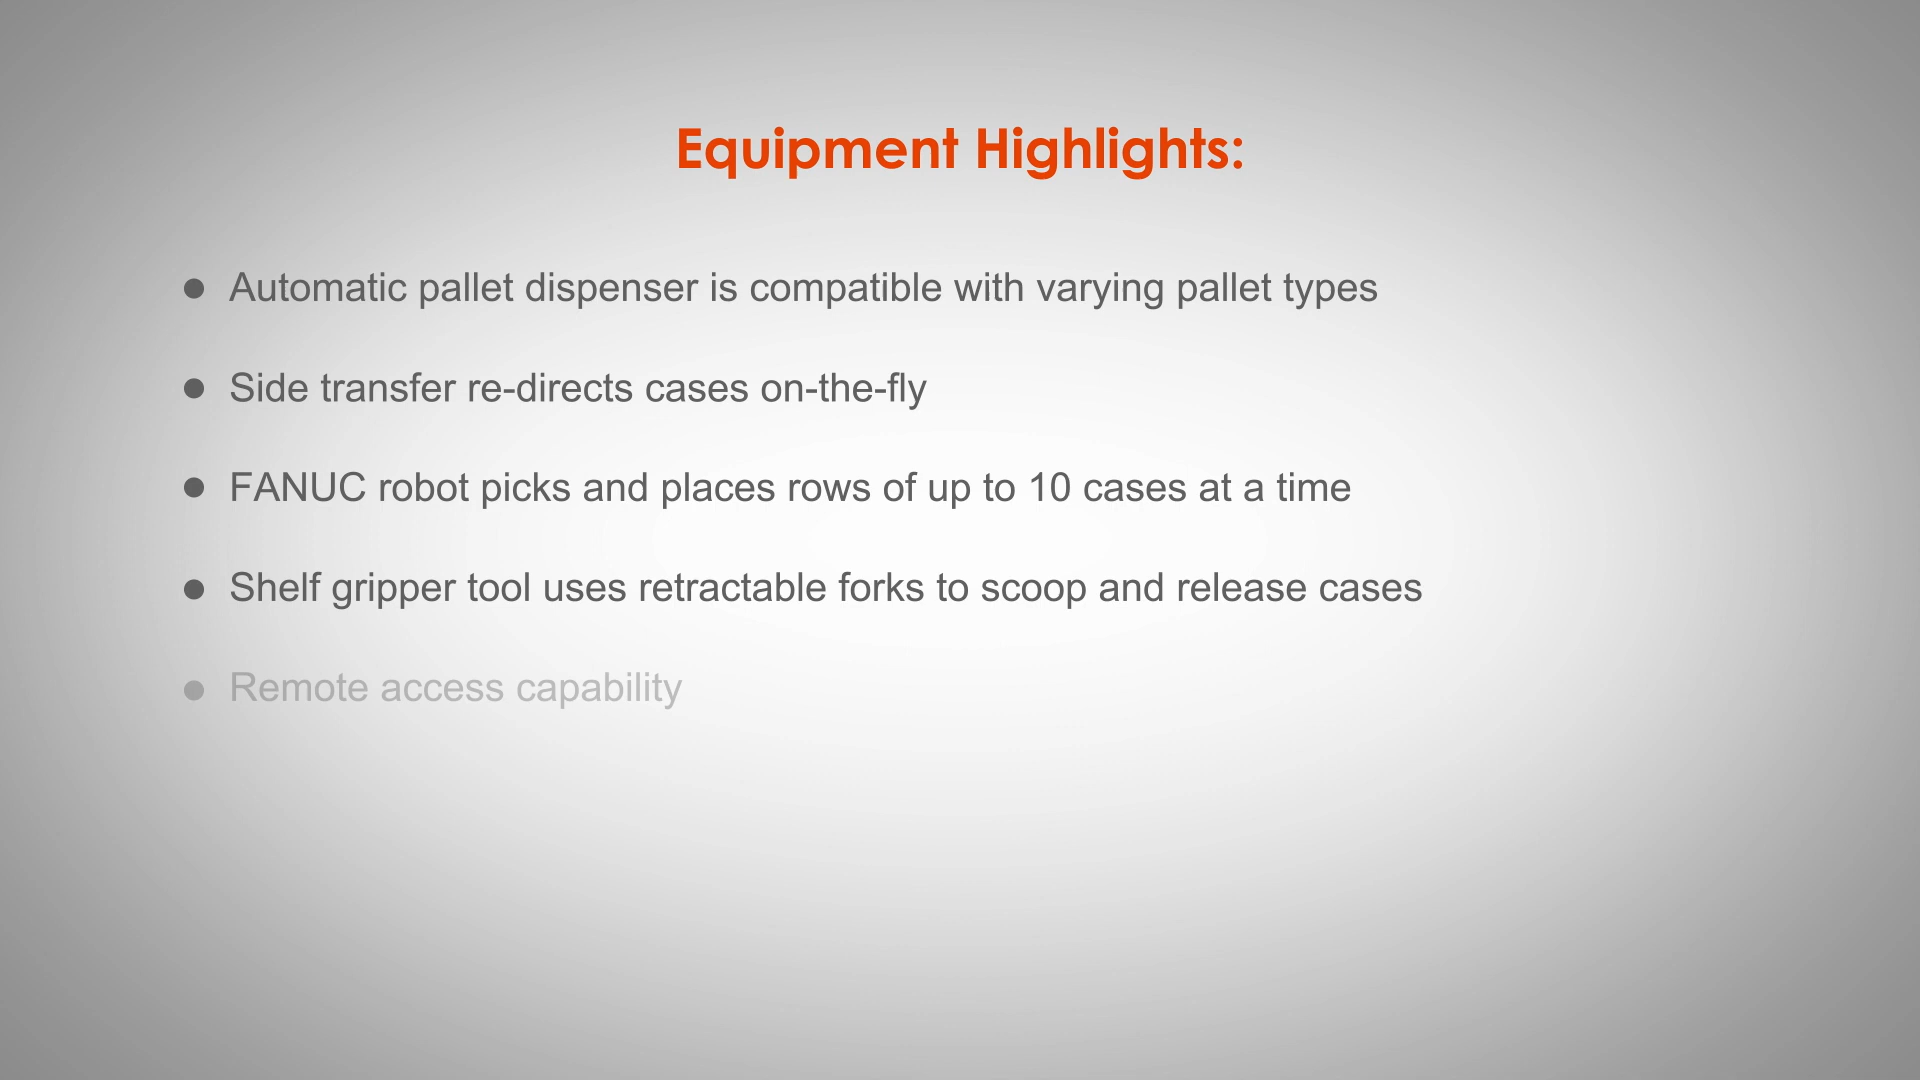 Equipment Highlights:
● Automatic pallet dispenser is compatible with varying pallet types
● Side transfer re-directs cases on-the-fly
● FANUC robot picks and places rows of up to 10 cases at a time
● Shelf gripper tool uses retractable forks to scoop and release cases
● Remote access capability